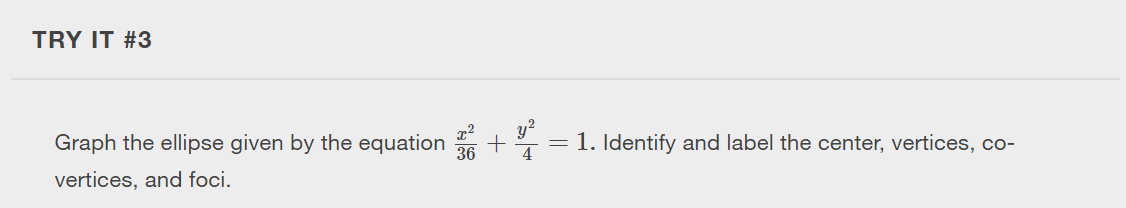 TRY IT #3
Graph the ellipse given by the equation x²/36 + y²/4 = 1. Identify and label the center, vertices, co-
vertices, and foci.